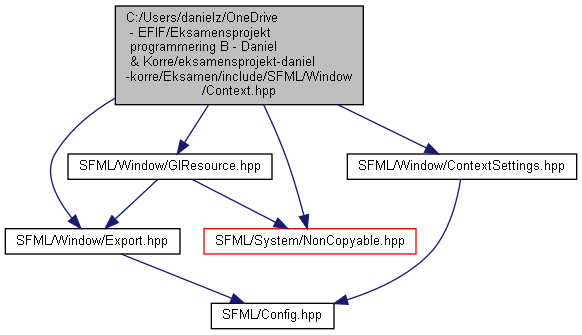 C:/Users/danielz/OneDrive
- EFIF/Eksamensprojekt
programmering B - Daniel
& Korre/eksamensprojekt-daniel
-korre/Eksamen/include/SFML/Window
/Context.hpp
SFML/Window/GlResource.hpp
SFML/Window/ContextSettings.hpp
SFML/Window/Export.hpp
SFML/System/NonCopyable.hpp
SFML/Config.hpp